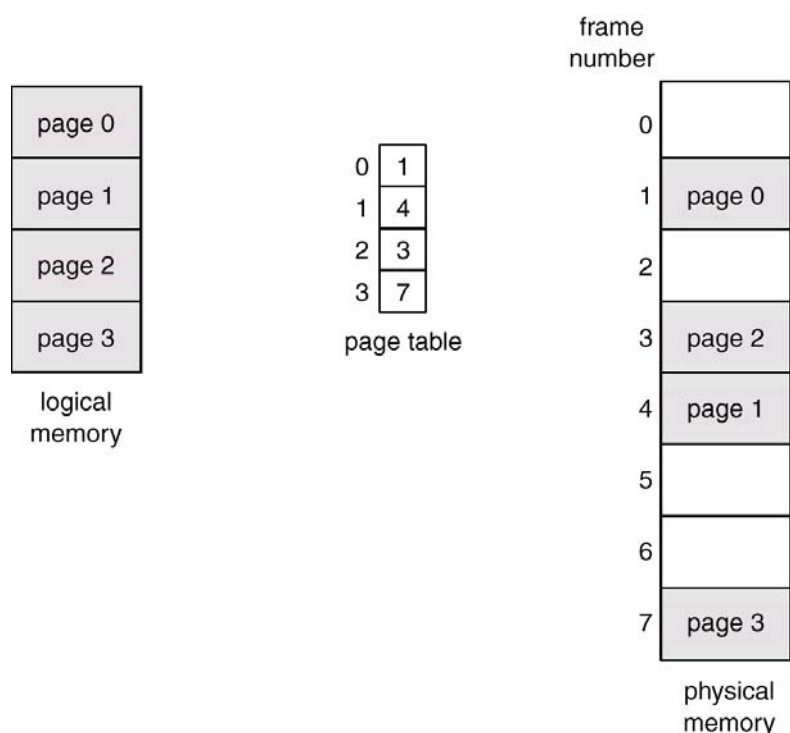 page 0
page 1
page 2
page 3
logical
memory
0 1
1 4
2 3
3 7
page table
frame
number
0
1 page 0
2
3 page 2
4 page 1
5
6
7 page 3
physical
memory